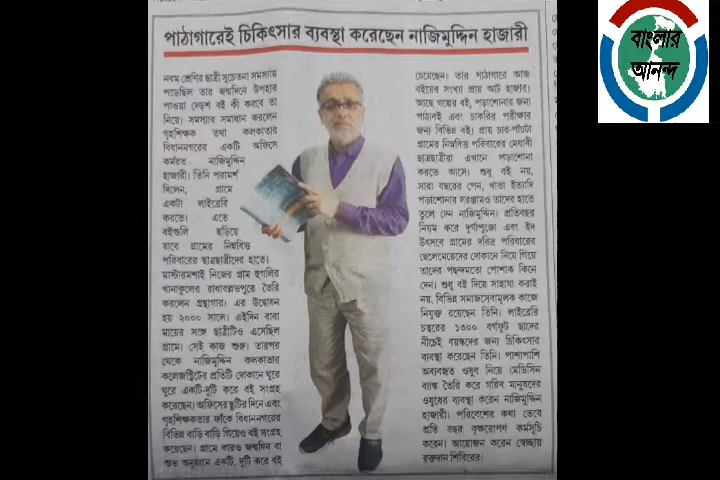 পাঠাগারেই চিকিৎসার ব্যবস্থা করেছেন নাজিমুদ্দিন হাজারী
নবম শ্রেণির ছাত্রী সূচেতনা সমস্যায়
পড়েছিল তার জন্মদিনে উপহার
পাওয়া দেড়শ বই কী করবে তা
নিয়ে। সমস্যার সমাধান করলেন
গৃহশিক্ষক তথা কলকাতার
বিধাননগরের একটি অফিসে
কর্মরত নাজিমুদ্দিন
হাজারী। তিনি পরামর্শ
দিলেন, গ্রামে
একটা লাইব্রেরি
করতে। এতে
বইগুলি ছড়িয়ে
যাবে গ্রামের নিম্নবিত্ত
পরিবারের ছাত্রছাত্রীদের হাতে।
মাস্টারমশাই নিজের গ্রাম হুগলির
খানাকুলের রাধাবল্লভপুরে তৈরি
করলেন গ্রন্থাগার। এর উদ্বোধন
হয় ২০০০ সালে। এইদিন বাবা
মায়ের সঙ্গে ছাত্রীটিও এসেছিল
গ্রামে। সেই কাজ শুরু। তারপর
থেকে নাজিমুদ্দিন কলকাতার
কলেজস্ট্রিটের প্রতিটি দোকানে ঘুরে
ঘুরে একটি-দুটি করে বই সংগ্রহ
করেছেন। অফিসের ছুটির দিনে এবং
গৃহশিক্ষকতার ফাঁকে বিধাননগরের
বিভিন্ন বাড়ি বাড়ি গিয়েও বই সংগ্রহ
করেছেন। গ্রামে কারও জন্মদিন বা
শুভ অনুষ্ঠানে একটি, দুটি করে বই
চেয়েছেন। তার পাঠাগারে আজ
বইয়ের সংখ্যা প্রায় আট হাজার।
আছে গল্পের বই, পড়াশোনার জন্য
পাঠ্যবই এবং চাকরির পরীক্ষার
জন্য বিভিন্ন বই। প্রায় চার-পাঁচটা
গ্রামের নিম্নবিত্ত পরিবারের মেধাবী
ছাত্রছাত্রীরা এখানে পড়াশোনা
করতে আসে। শুধু বই নয়,
সারা বছরের পেন, খাতা ইত্যাদি
পড়াশোনার সরঞ্জামও তাদের হাতে
তুলে দেন নাজিমুদ্দিন। প্রতিবছর
নিয়ম করে দুর্গাপুজো এবং ইদ
উৎসবে গ্রামের দরিদ্র পরিবারের
ছেলেমেয়েদের দোকানে নিয়ে গিয়ে
তাদের পছন্দমতো পোশাক কিনে
দেন। শুধু বই দিয়ে সাহায্য করাই
নয়, বিভিন্ন সমাজসেবামূলক কাজে
নিযুক্ত রয়েছেন তিনি। লাইব্রেরি
চত্বরের ১৩০০ বর্গফুট ছাদের
নীচেই বয়স্কদের জন্য চিকিৎসার
ব্যবস্থা করেছেন তিনি। পাশাপাশি
অব্যবহৃত ওষুধ নিয়ে মেডিসিন
ব্যাঙ্ক তৈরি করে গরিব মানুষদের
ওষুধের ব্যবস্থা করেন নাজিমুদ্দিন
হাজারী। পরিবেশের কথা ভেবে
প্রতি বছর বৃক্ষরোপণ কর্মসূচি
করেন। আয়োজন করেন স্বেচ্ছায়
রক্তদান শিবিরের।
বাংলার
আনন্দ